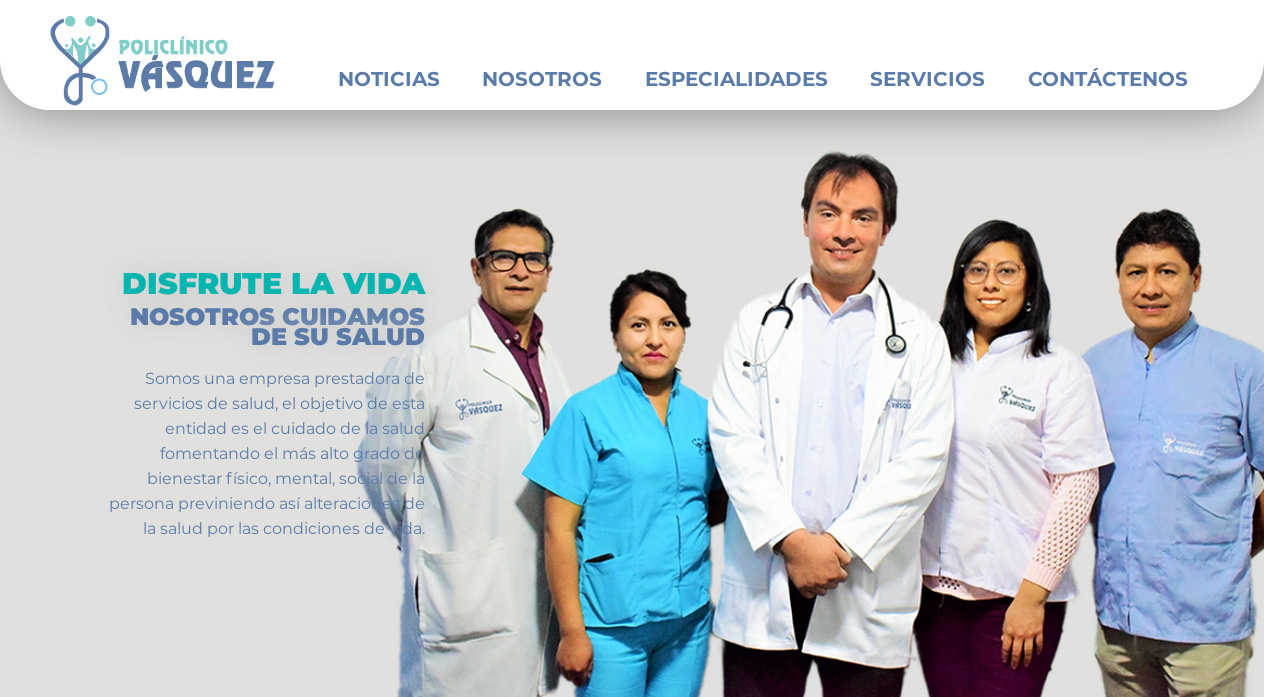 POLICLÍNICO
VÁSQUEZ
NOTICIAS
NOSOTROS
ESPECIALIDADES
SERVICIOS
CONTÁCTENOS
DISFRUTE LA VIDA
NOSOTROS CUIDAMOS
DE SU SALUD
Somos una empresa prestadora de
servicios de salud, el objetivo de esta
entidad es el cuidado de la salud
fomentando el más alto grado de
bienestar físico, mental, social de la
persona previniendo así alteraciones de
la salud por las condiciones de vida.
VÁSQUEZ
VÁSQUEZ
VÁSQUEZ